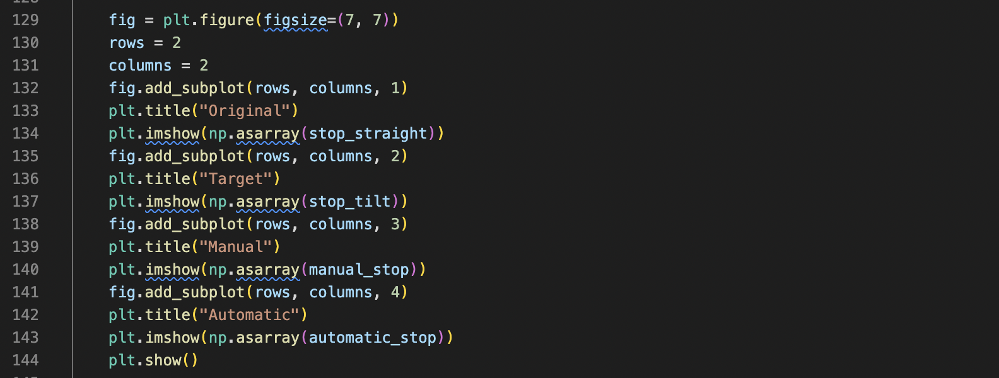 129 fig = plt.figure(figsize=(7, 7))
130 rows = 2
131 columns = 2
132 fig.add_subplot(rows, columns, 1)
133 plt.title("Original")
134 plt.imshow(np.asarray(stop_straight))
135 fig.add_subplot(rows, columns, 2)
136 plt.title("Target")
137 plt.imshow(np.asarray(stop_tilt))
138 fig.add_subplot(rows, columns, 3)
139 plt.title("Manual")
140 plt.imshow(np.asarray(manual_stop))
141 fig.add_subplot(rows, columns, 4)
142 plt.title("Automatic")
143 plt.imshow(np.asarray(automatic_stop))
144 plt.show()